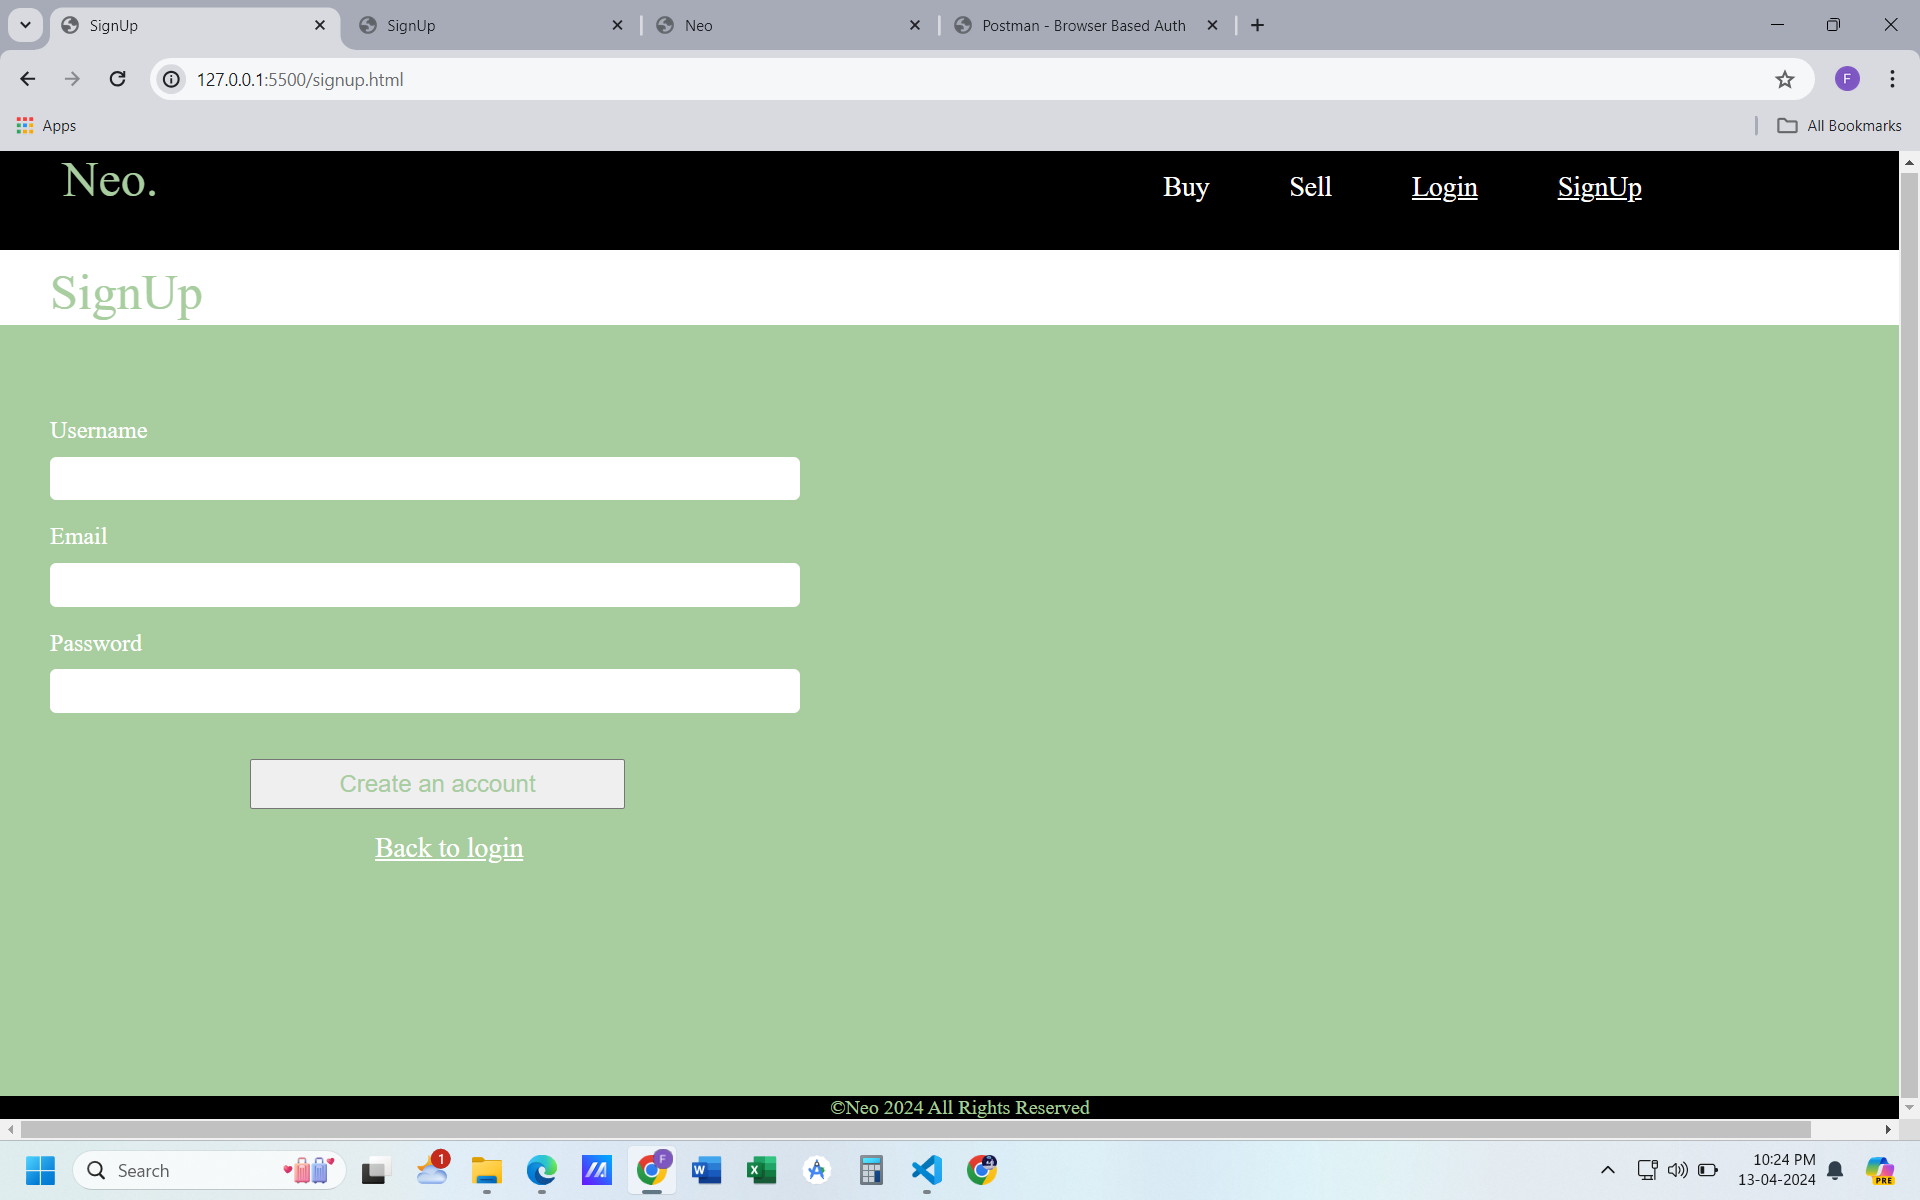 SignUp
SignUp
Neo
Postman - Browser Based Auth
127.0.0.1:5500/signup.html
F
Apps
All Bookmarks
Neo.
Buy
Sell
Login
SignUp
SignUp
Username
Email
Password
Create an account
Back to login
©Neo 2024 All Rights Reserved
Search
1
F
10:24 PM
13-04-2024
PRE